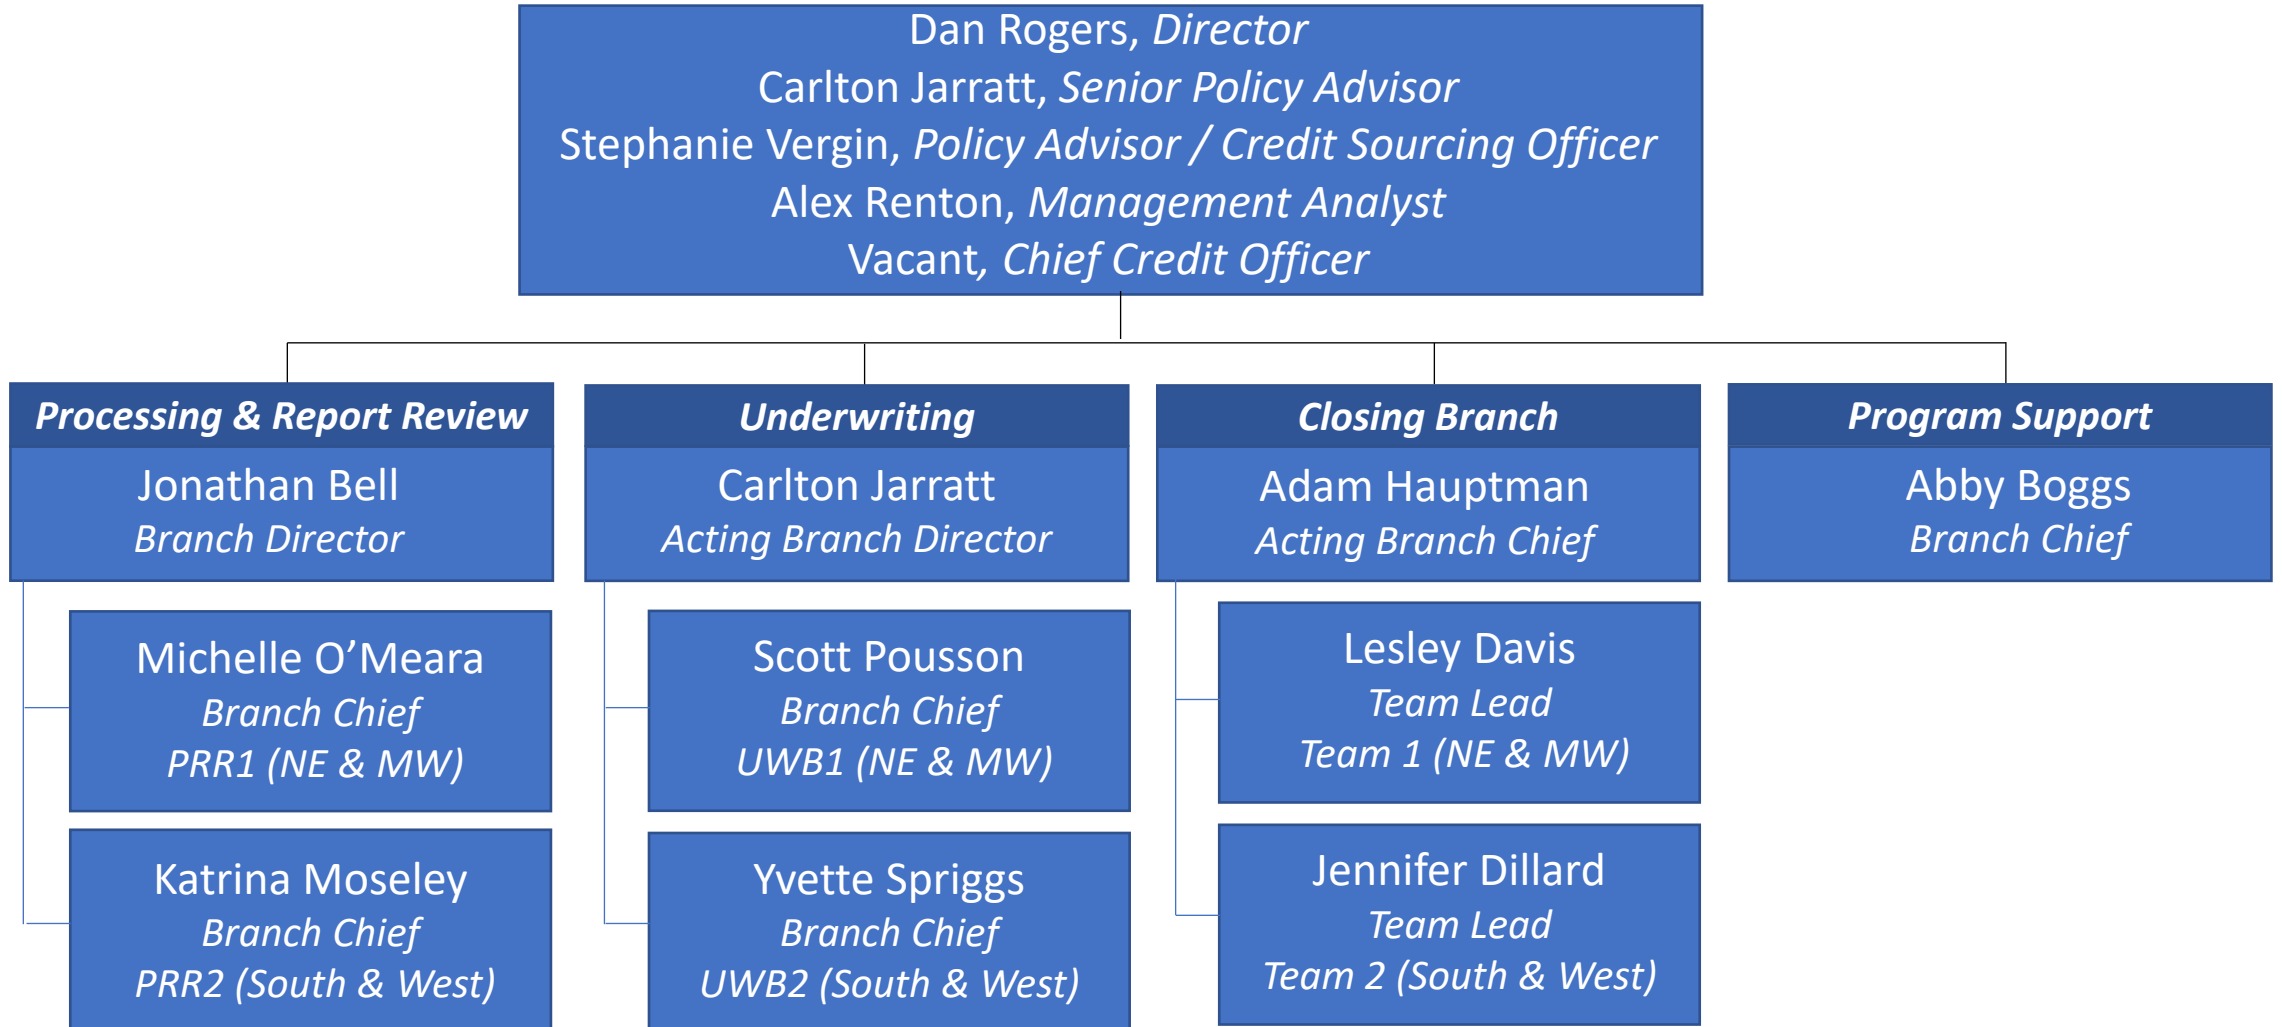 Dan Rogers, Director
Carlton Jarratt, Senior Policy Advisor
Stephanie Vergin, Policy Advisor / Credit Sourcing Officer
Alex Renton, Management Analyst
Vacant, Chief Credit Officer
Processing & Report Review
Jonathan Bell
Branch Director
Michelle O’Meara
Branch Chief
PRR1 (NE & MW)
Katrina Moseley
Branch Chief
PRR2 (South & West)
Underwriting
Carlton Jarratt
Acting Branch Director
Scott Pousson
Branch Chief
UWB1 (NE & MW)
Yvette Spriggs
Branch Chief
UWB2 (South & West)
Closing Branch
Adam Hauptman
Acting Branch Chief
Lesley Davis
Team Lead
Team 1 (NE & MW)
Jennifer Dillard
Team Lead
Team 2 (South & West)
Program Support
Abby Boggs
Branch Chief